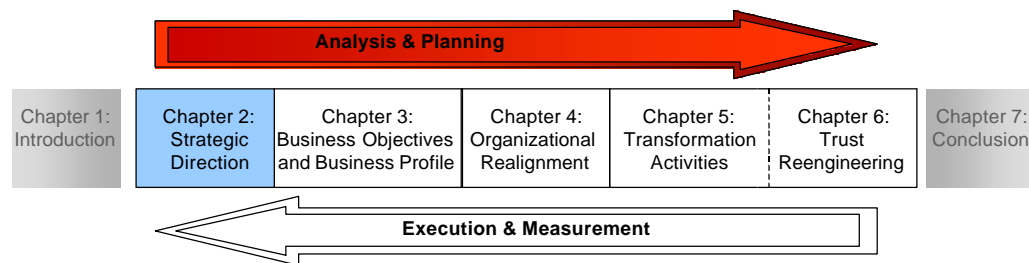 Analysis & Planning
Chapter 1:
Introduction
Chapter 2:
Strategic
Direction
Chapter 3:
Business Objectives
and Business Profile
Chapter 4:
Organizational
Realignment
Chapter 5:
Transformation
Activities
Chapter 6:
Trust
Reengineering
Chapter 7:
Conclusion
Execution & Measurement